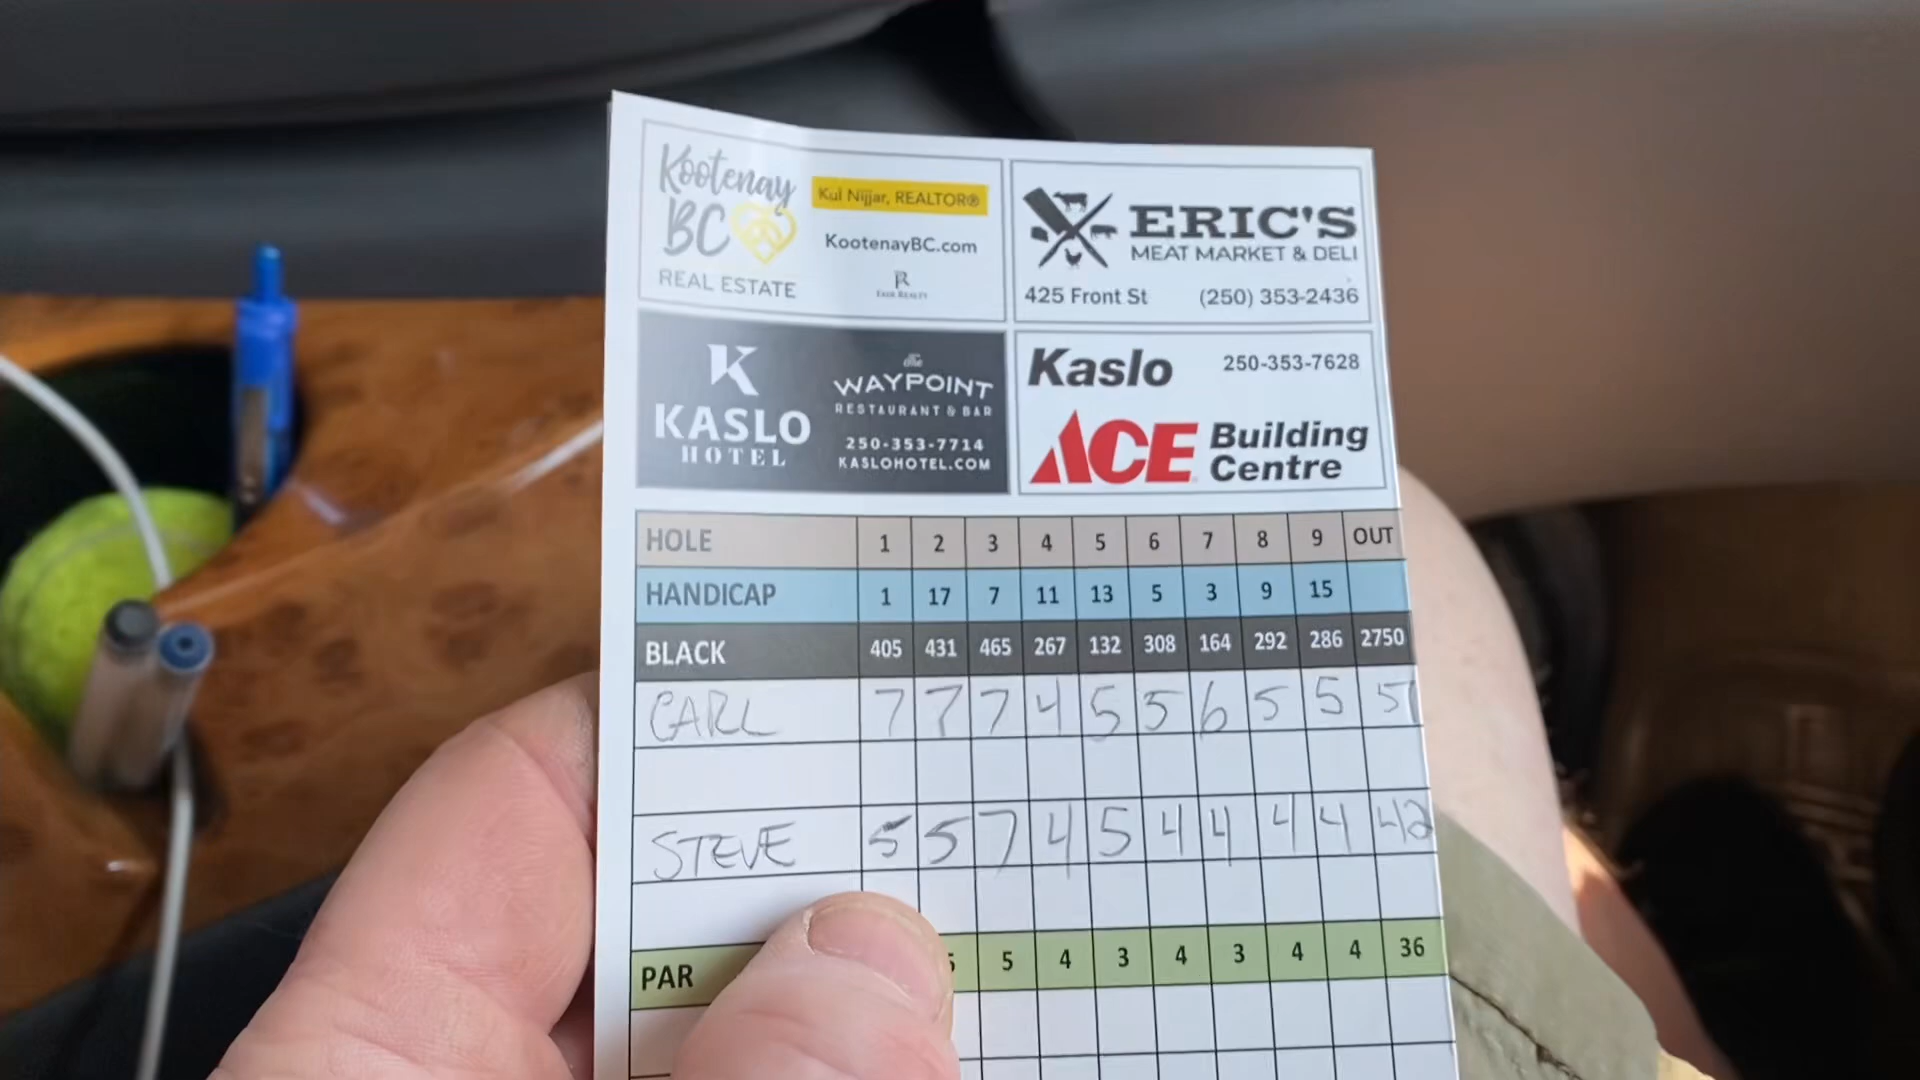 Kootenay
BC
REAL ESTATE
Kul Nijjar, REALTOR®
KootenayBC.com
FAIR REALTY
ERIC'S
MEAT MARKET & DELI
425 Front St (250) 353-2436
K
KASLO
HOTEL
the
WAYPOINT
RESTAURANT & BAR
250-353-7714
KASLOHOTEL.COM
Kaslo 250-353-7628
ACE Building
Centre
HOLE 1 2 3 4 5 6 7 8 9 OUT
HANDICAP 1 17 7 11 13 5 3 9 15
BLACK 405 431 465 267 132 308 164 292 286 2750
CARL 7 7 7 4 5 5 6 5 5 51
STEVE 5 5 7 4 5 4 4 4 4 42
PAR 5 4 3 4 3 4 4 36